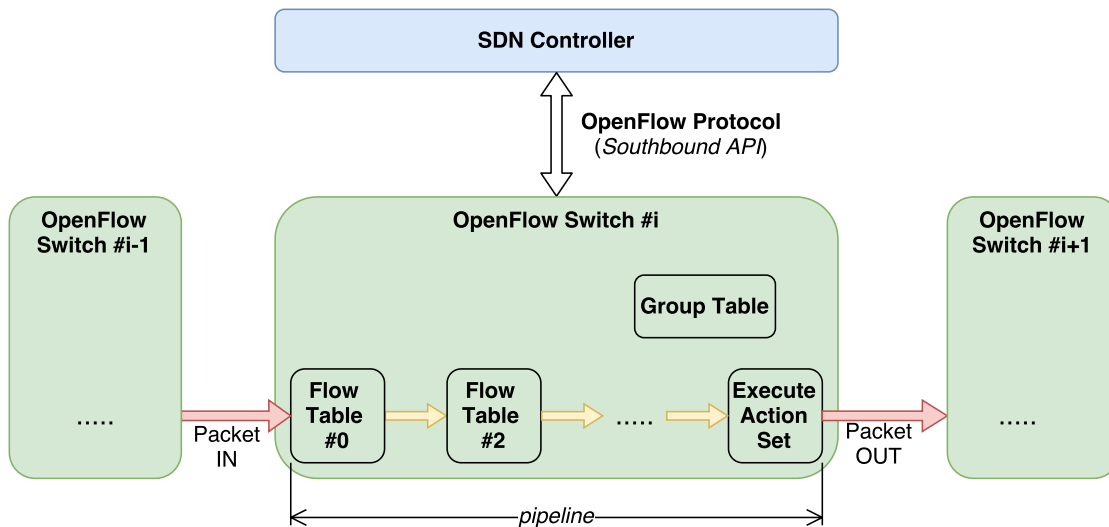 SDN Controller
OpenFlow Protocol
(Southbound API)
OpenFlow
Switch #i-1
OpenFlow Switch #i
OpenFlow
Switch #i+1
Group Table
Flow
Table
#0
Flow
Table
#2
Execute
Action
Set
.....
.....
.....
Packet
IN
Packet
OUT
pipeline